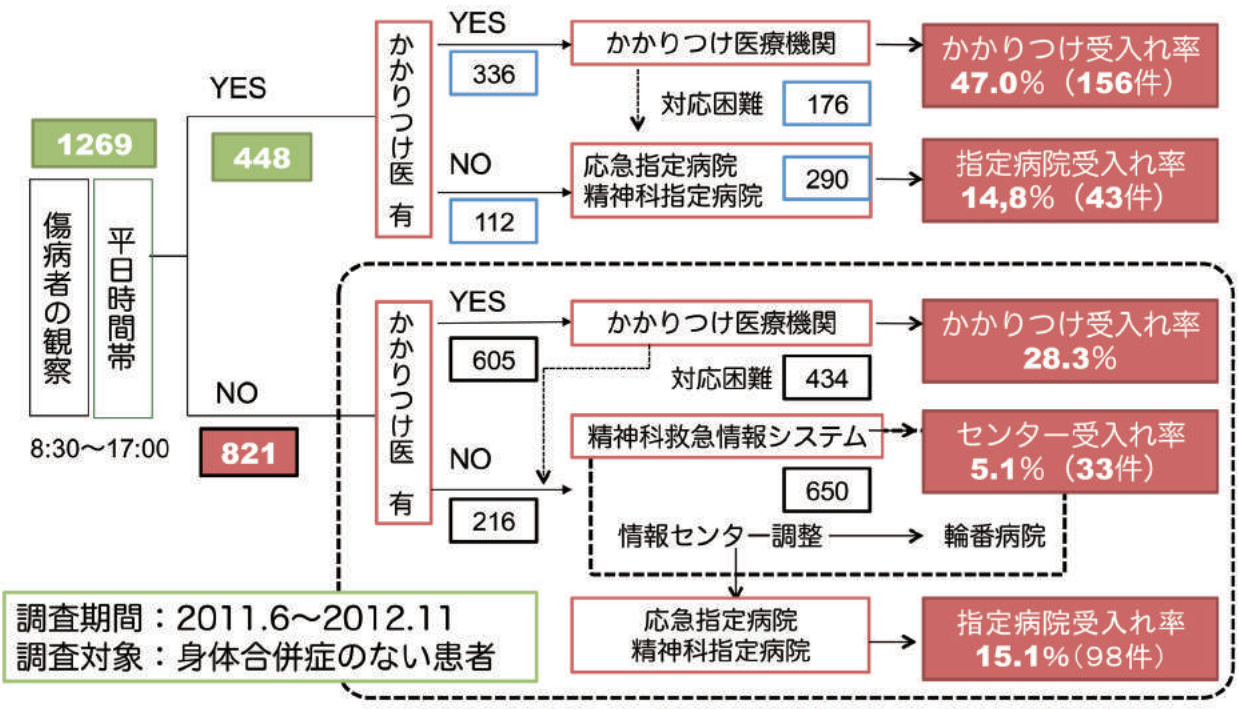 1269
傷病者の観察
平日時間帯
8:30～17:00
YES
448
NO
821
かかりつけ医 有
YES
336
かかりつけ医療機関
かかりつけ受入れ率
47.0%（156件）
対応困難
176
NO
112
応急指定病院
精神科指定病院
290
指定病院受入れ率
14,8%（43件）
かかりつけ医 有
YES
605
かかりつけ医療機関
かかりつけ受入れ率
28.3%
対応困難
434
NO
216
精神科救急情報システム
650
センター受入れ率
5.1%（33件）
情報センター調整
輪番病院
応急指定病院
精神科指定病院
指定病院受入れ率
15.1%（98件）
調査期間：2011.6～2012.11
調査対象：身体合併症のない患者